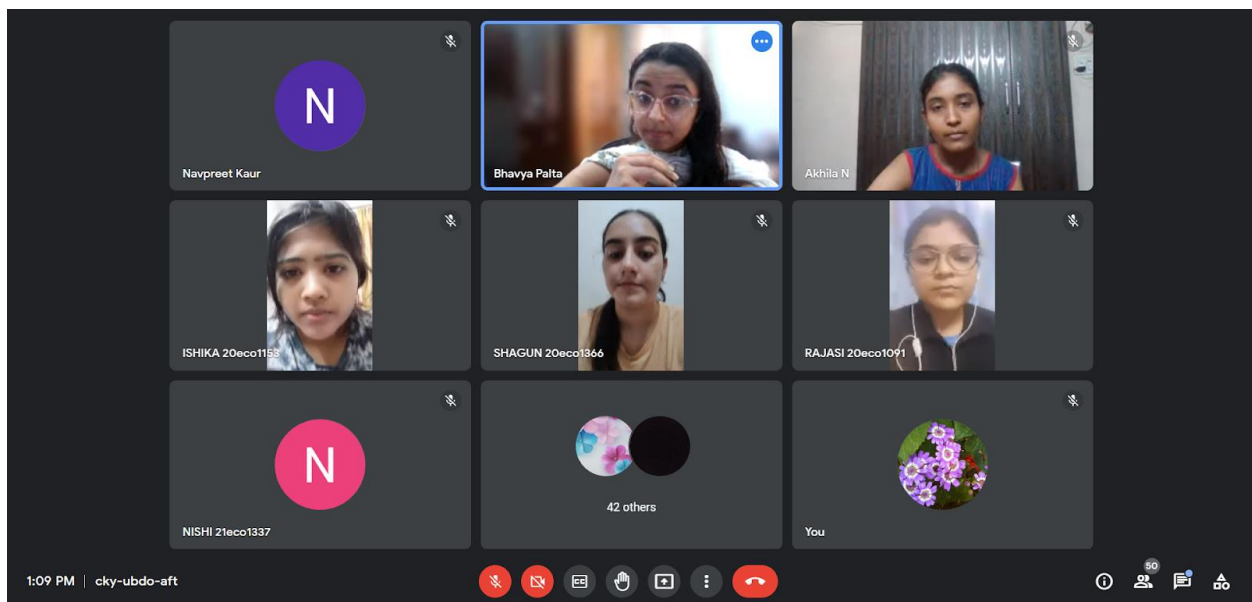 N
Navpreet Kaur
Bhavya Palta
Akhila N
ISHIKA 20eco1153
SHAGUN 20eco1366
RAJASI 20eco1091
N
NISHI 21eco1337
42 others
You
1:09 PM | cky-ubdo-aft
CC
50